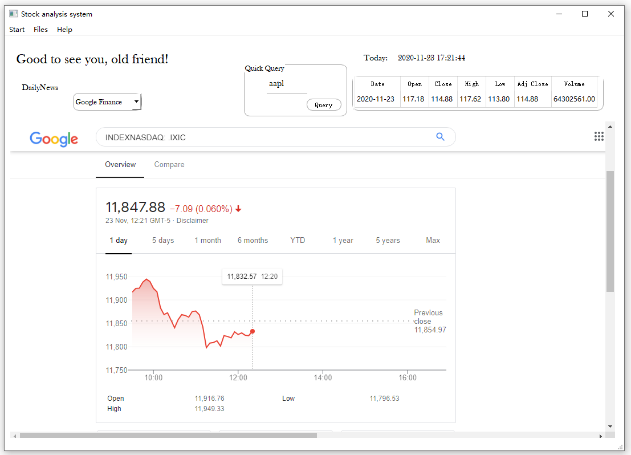 Stock analysis system
Start Files Help
Good to see you, old friend!
Today: 2020-11-23 17:21:44
DailyNews
Google Finance
Quick Query
aapl
Query
Date Open Close High Low Adj Close Volume
2020-11-23 117.18 114.88 117.62 113.80 114.88 64302561.00
Google
INDEXNASDAQ: .IXIC
Overview Compare
11,847.88 −7.09 (0.060%)
23 Nov, 12:21 GMT-5 · Disclaimer
1 day 5 days 1 month 6 months YTD 1 year 5 years Max
11,832.57 12:20
11,950
11,900
11,850
11,800
11,750
Previous
close
11,854.97
10:00 12:00 14:00 16:00
Open 11,916.76 Low 11,796.53
High 11,949.33